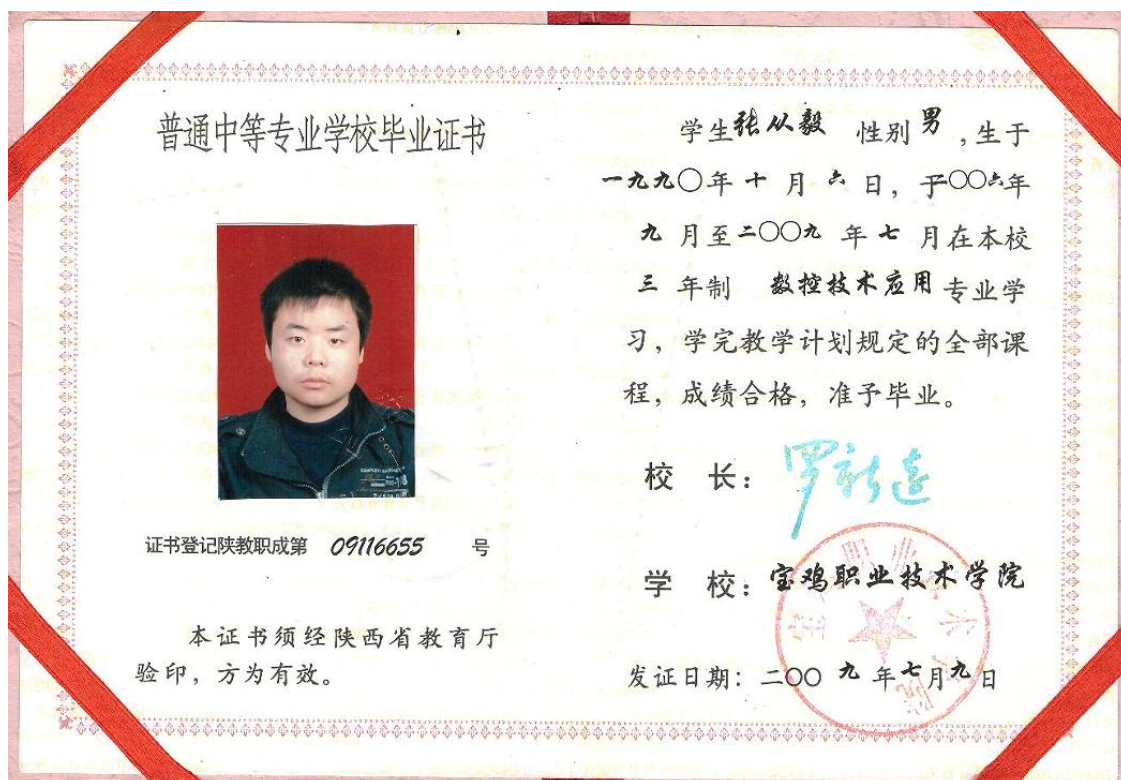 普通中等专业学校毕业证书
证书登记陕教职成第 09116655 号
本证书须经陕西省教育厅
验印，方为有效。
学生张从毅 性别男，生于
一九九〇年十月六日，于〇〇六年
九月至二〇〇九年七月在本校
三年制 数控技术应用专业学
习，学完教学计划规定的全部课
程，成绩合格，准予毕业。
校 长：
学 校：宝鸡职业技术学院
发证日期：二〇〇九年七月九日